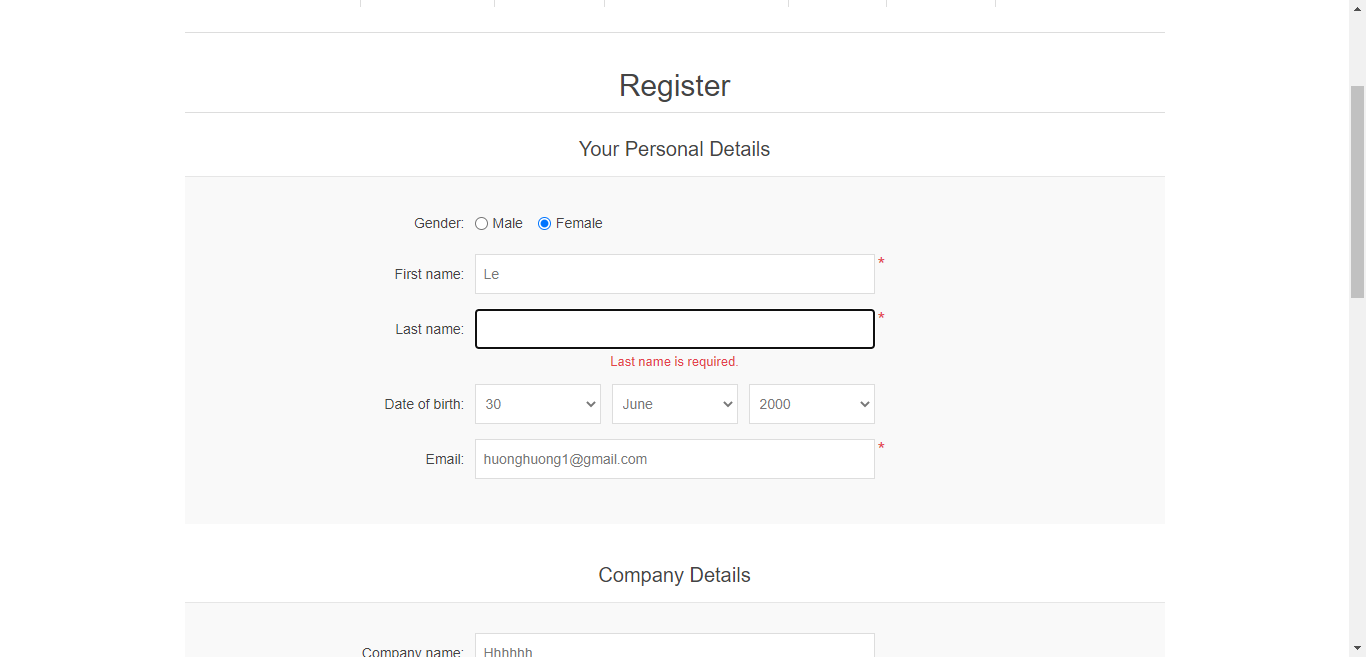 Register
Your Personal Details
Gender: Male Female
First name: Le *
Last name: *
Last name is required.
Date of birth: 30 June 2000
Email: huonghuong1@gmail.com *
Company Details
Company name: Hhhhhh